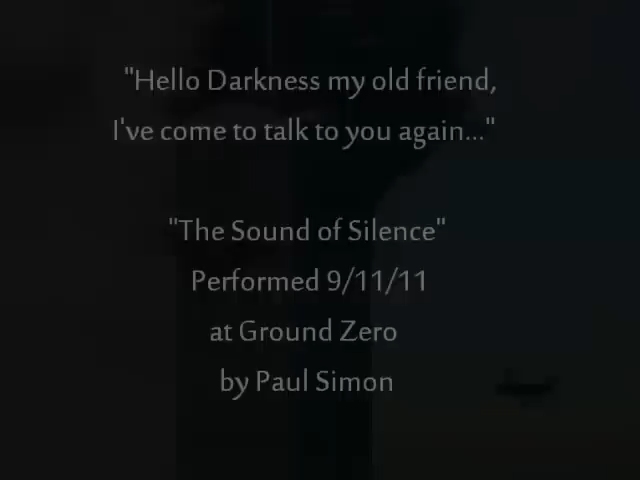 "Hello Darkness my old friend,
I've come to talk to you again..."
"The Sound of Silence"
Performed 9/11/11
at Ground Zero
by Paul Simon